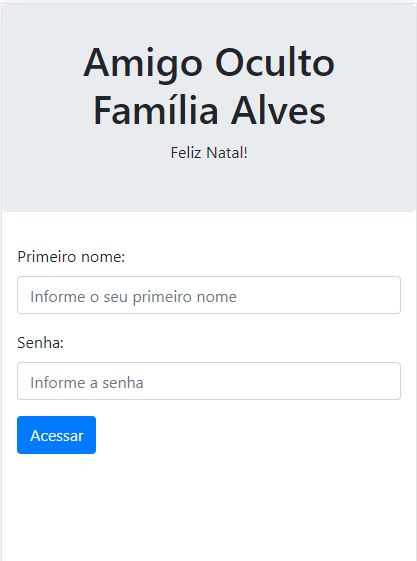 Amigo Oculto
Família Alves
Feliz Natal!
Primeiro nome:
Informe o seu primeiro nome
Senha:
Informe a senha
Acessar